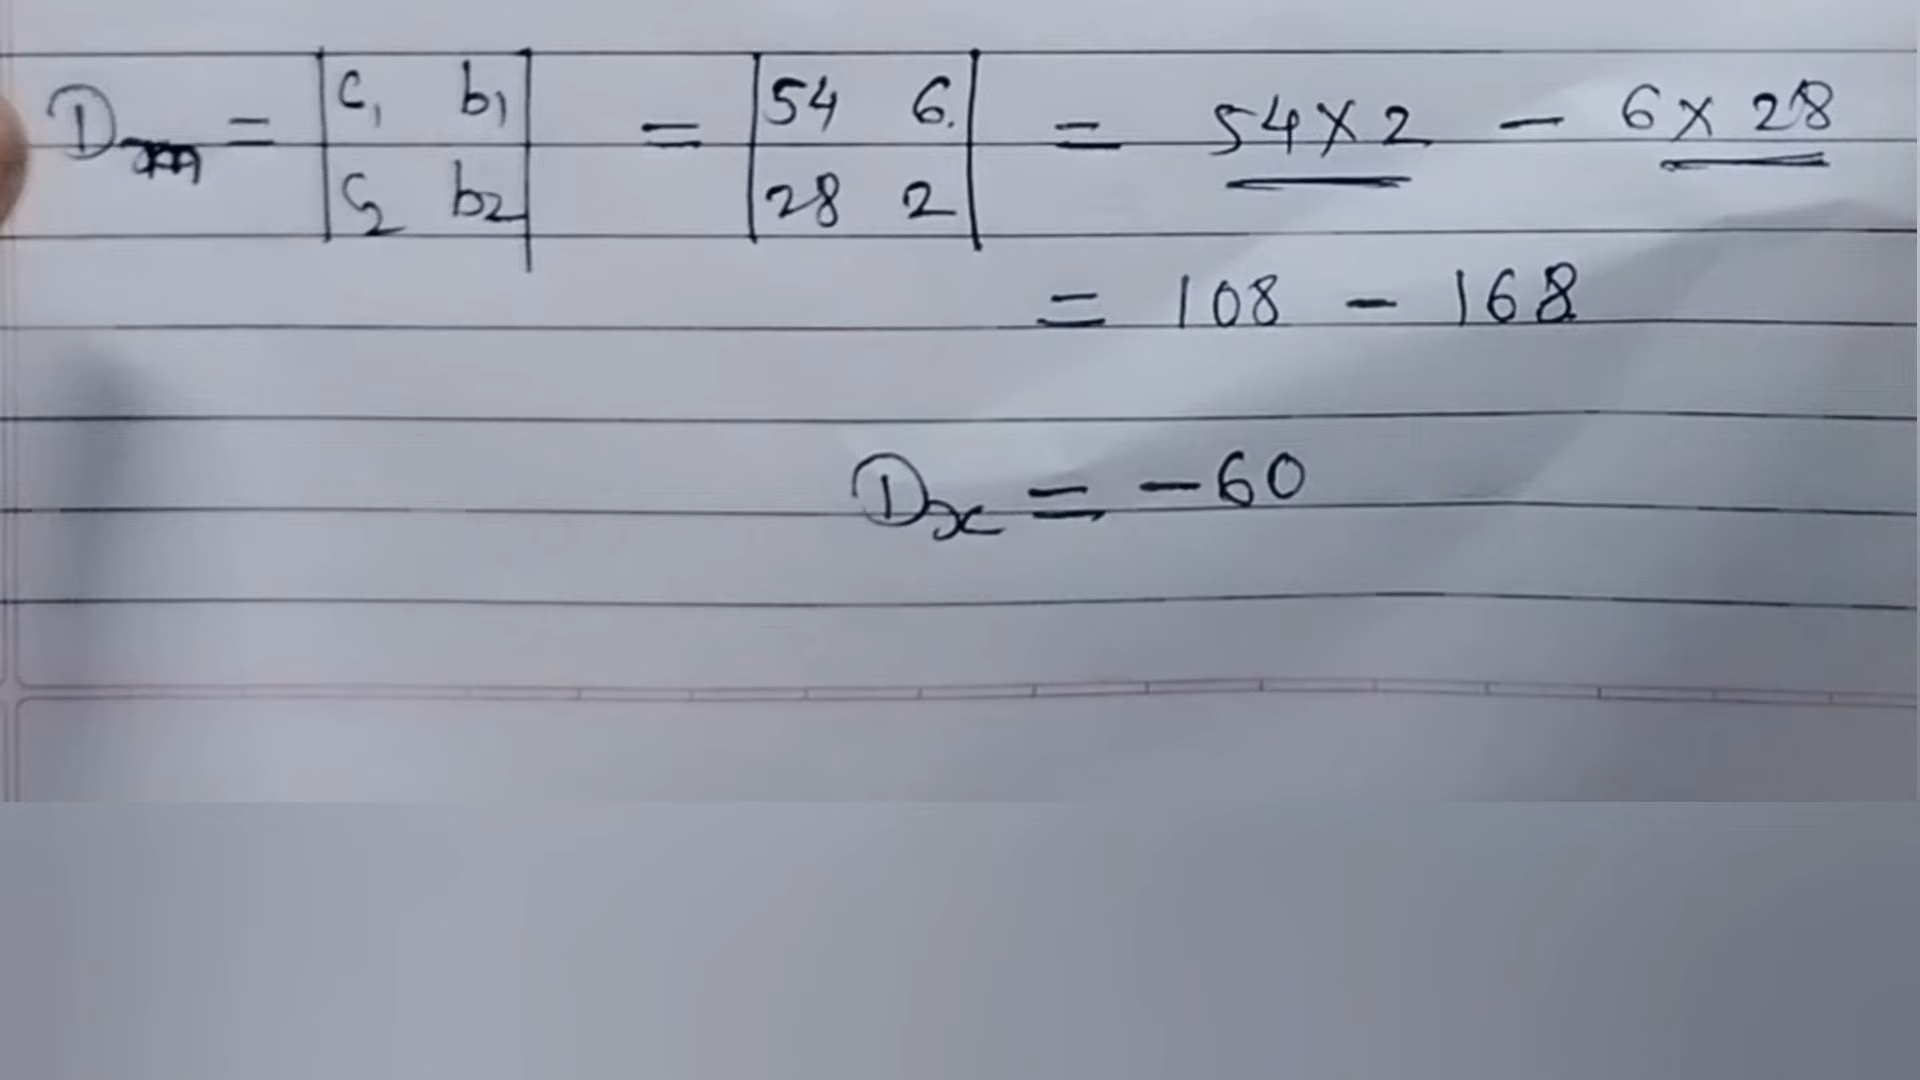 D = | c₁ b₁ | = | 54 6. | = 54 × 2 − 6 × 28
| c₂ b₂ | | 28 2 |
= 108 − 168
Dx = −60